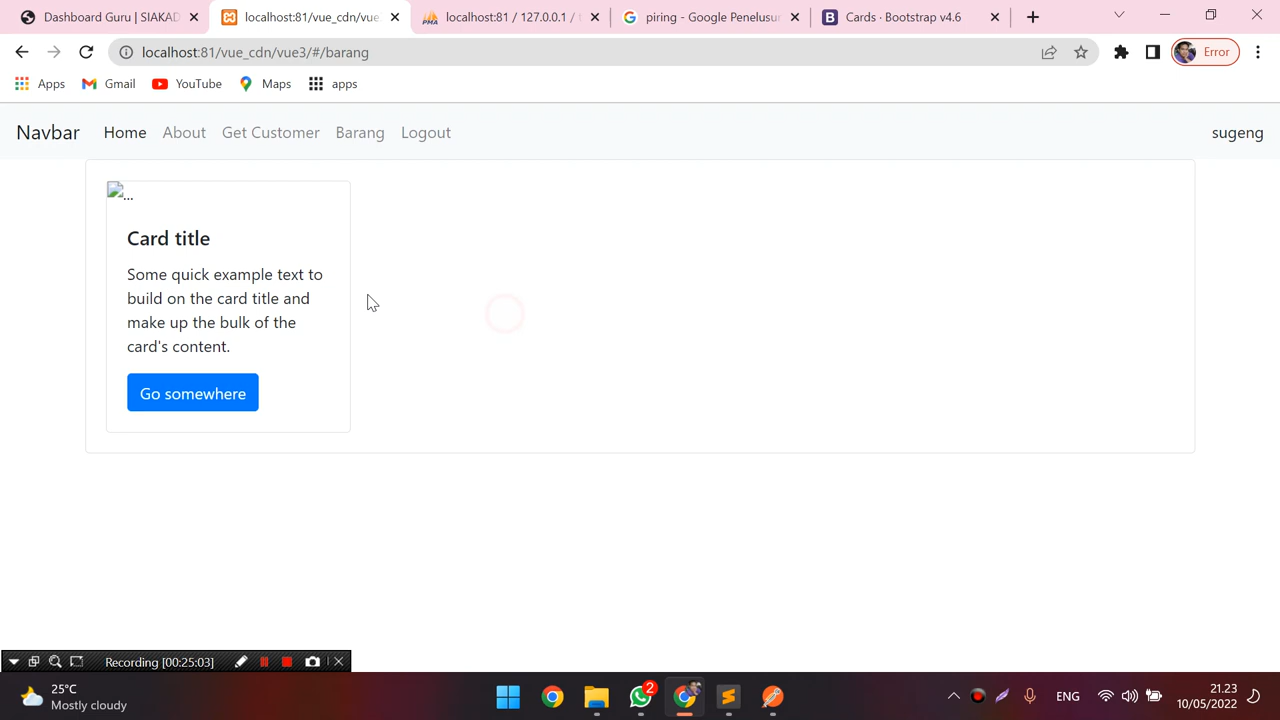 Dashboard Guru | SIAKAD
localhost:81/vue_cdn/vue
localhost:81 / 127.0.0.1 /
piring - Google Penelusu
Cards · Bootstrap v4.6
localhost:81/vue_cdn/vue3/#/barang
Error
Apps
Gmail
YouTube
Maps
apps
Navbar
Home
About
Get Customer
Barang
Logout
sugeng
...
Card title
Some quick example text to
build on the card title and
make up the bulk of the
card's content.
Go somewhere
Recording [00:25:03]
25°C
Mostly cloudy
2
ENG
21.23
10/05/2022